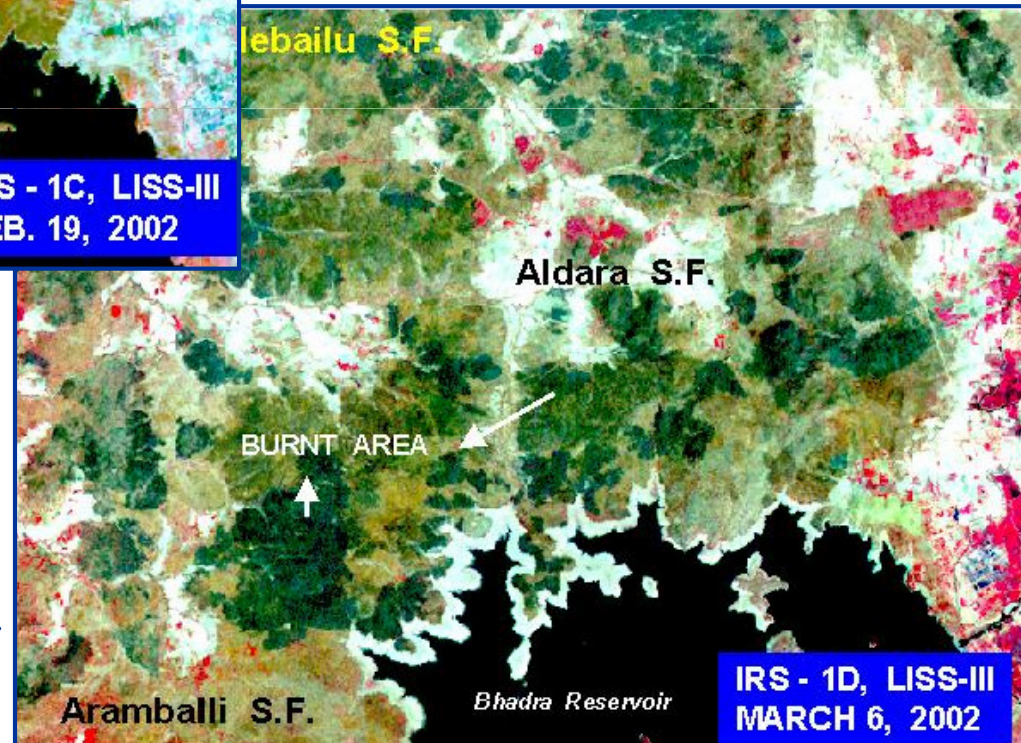 lebailu S.F.
S - 1C, LISS-III
EB. 19, 2002
Aldara S.F.
BURNT AREA
Aramballi S.F.
Bhadra Reservoir
IRS - 1D, LISS-III
MARCH 6, 2002